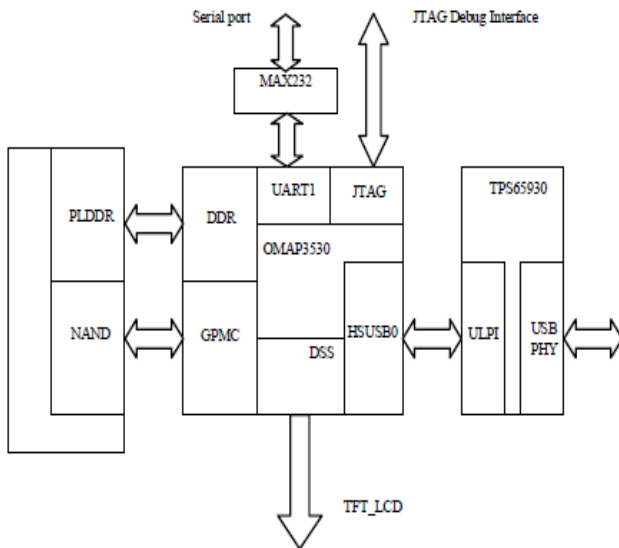 Serial port
JTAG Debug Interface
MAX232
UART1
JTAG
TPS65930
PLDDR
DDR
OMAP3530
NAND
GPMC
HSUSB0
ULPI
USB
PHY
DSS
TFT_LCD